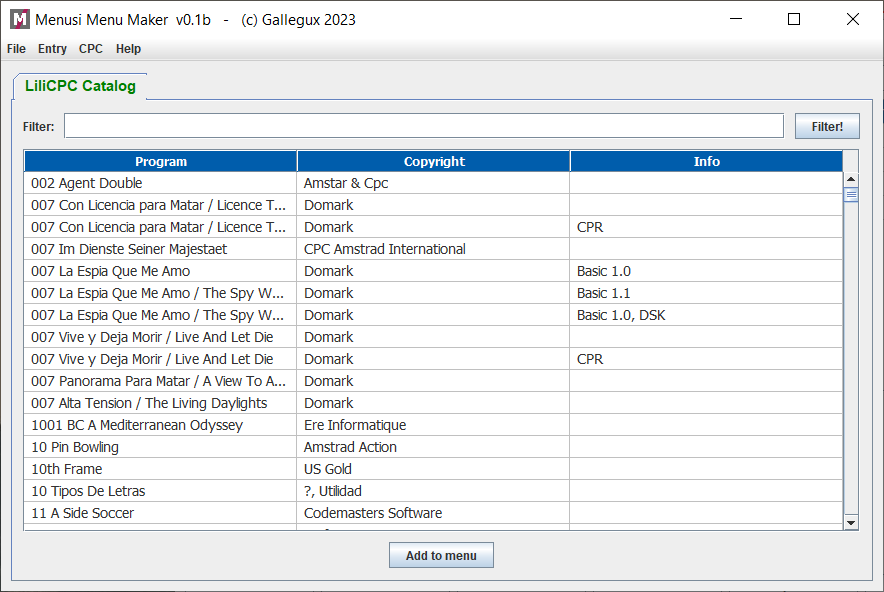 Menusi Menu Maker v0.1b - (c) Gallegux 2023
File Entry CPC Help
LiliCPC Catalog
Filter: Filter!
Program Copyright Info
002 Agent Double Amstar & Cpc
007 Con Licencia para Matar / Licence T... Domark
007 Con Licencia para Matar / Licence T... Domark CPR
007 Im Dienste Seiner Majestaet CPC Amstrad International
007 La Espia Que Me Amo Domark Basic 1.0
007 La Espia Que Me Amo / The Spy W... Domark Basic 1.1
007 La Espia Que Me Amo / The Spy W... Domark Basic 1.0, DSK
007 Vive y Deja Morir / Live And Let Die Domark
007 Vive y Deja Morir / Live And Let Die Domark CPR
007 Panorama Para Matar / A View To A... Domark
007 Alta Tension / The Living Daylights Domark
1001 BC A Mediterranean Odyssey Ere Informatique
10 Pin Bowling Amstrad Action
10th Frame US Gold
10 Tipos De Letras ?, Utilidad
11 A Side Soccer Codemasters Software
Add to menu